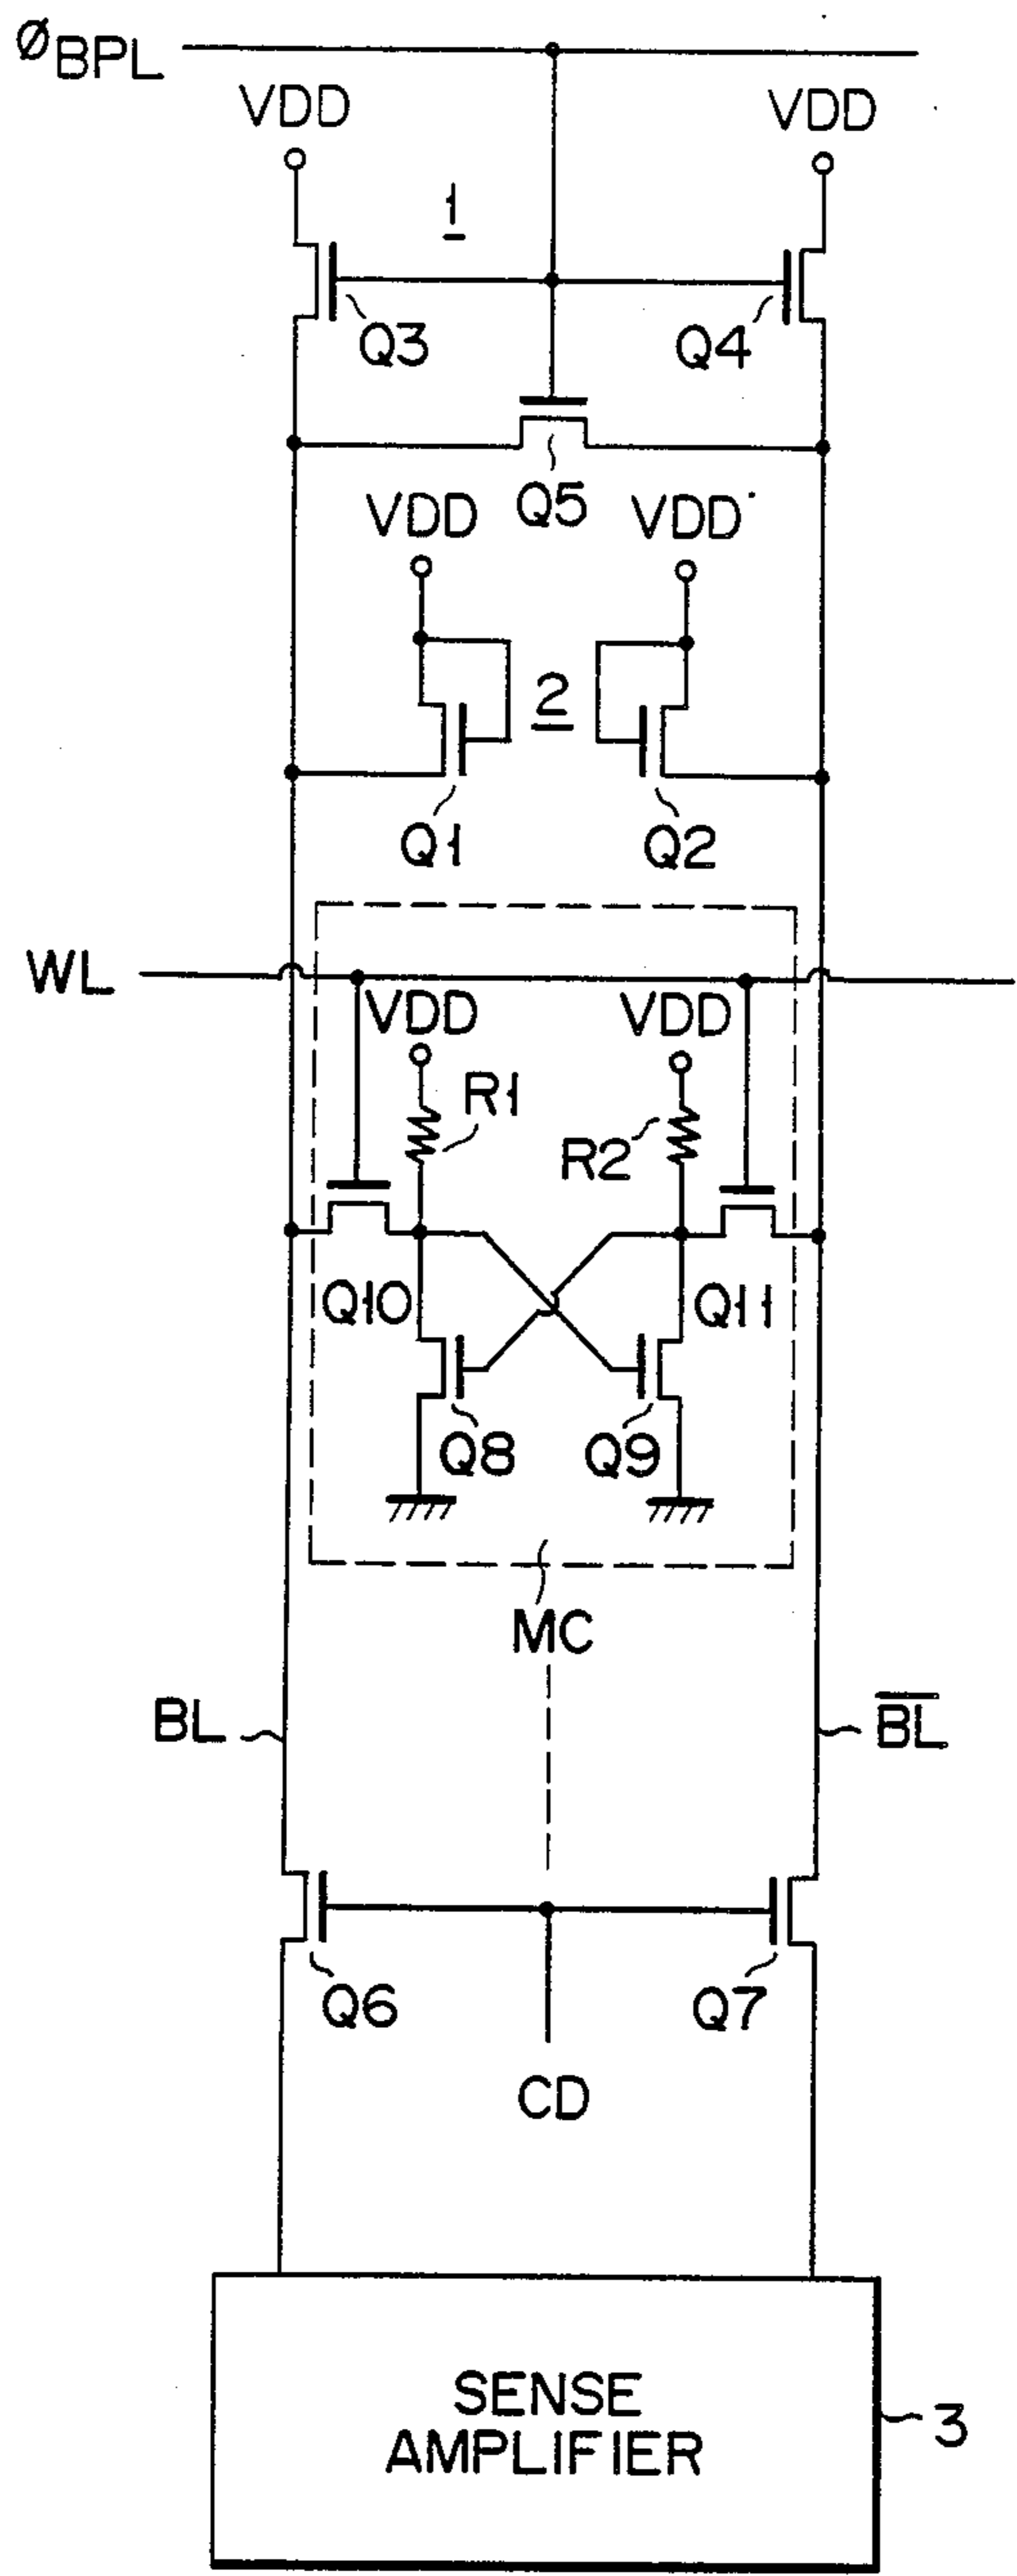 ØBPL
VDD
VDD
1
Q3
Q4
Q5
VDD
VDD
2
Q1
Q2
WL
VDD
VDD
R1
R2
Q10
Q11
Q8
Q9
MC
BL
B̅L̅
Q6
Q7
CD
SENSE
AMPLIFIER
3